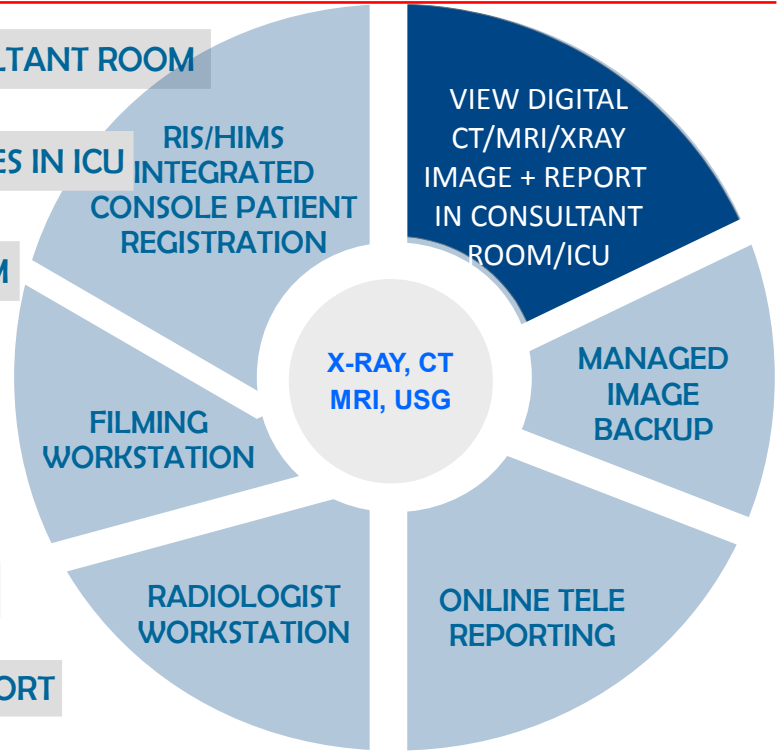 LTANT ROOM
ES IN ICU
M
ORT
RIS/HIMS
INTEGRATED
CONSOLE PATIENT
REGISTRATION
VIEW DIGITAL
CT/MRI/XRAY
IMAGE + REPORT
IN CONSULTANT
ROOM/ICU
X-RAY, CT
MRI, USG
MANAGED
IMAGE
BACKUP
FILMING
WORKSTATION
RADIOLOGIST
WORKSTATION
ONLINE TELE
REPORTING